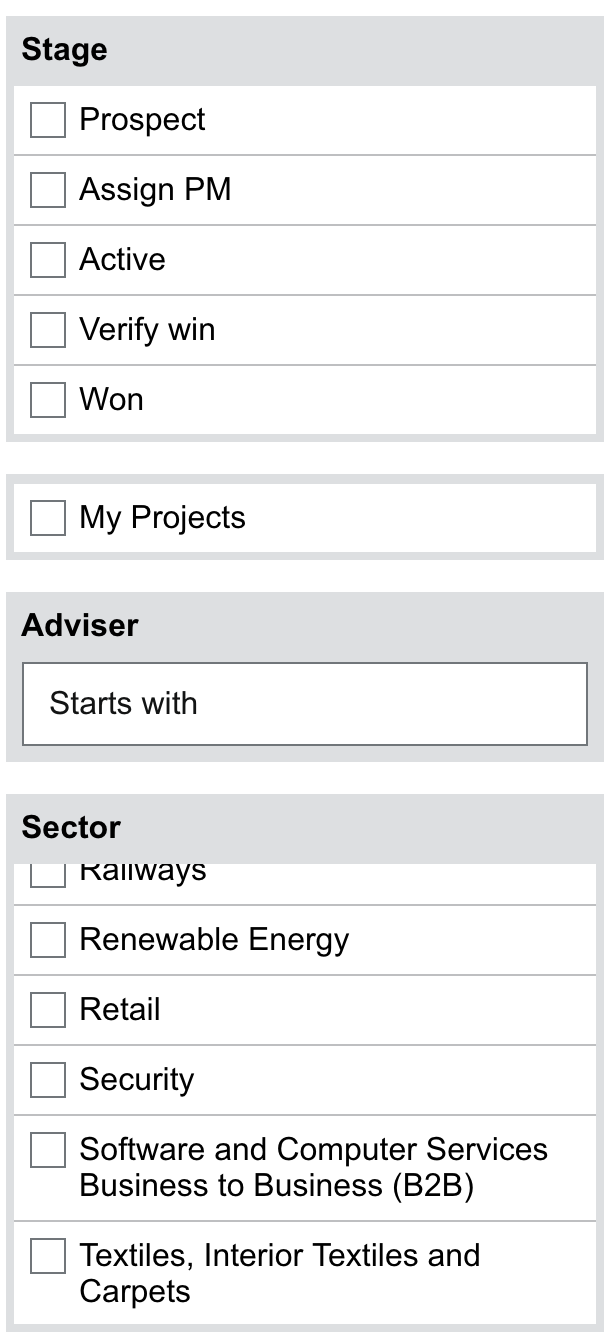 Stage
Prospect
Assign PM
Active
Verify win
Won
My Projects
Adviser
Starts with
Sector
Railways
Renewable Energy
Retail
Security
Software and Computer Services
Business to Business (B2B)
Textiles, Interior Textiles and
Carpets